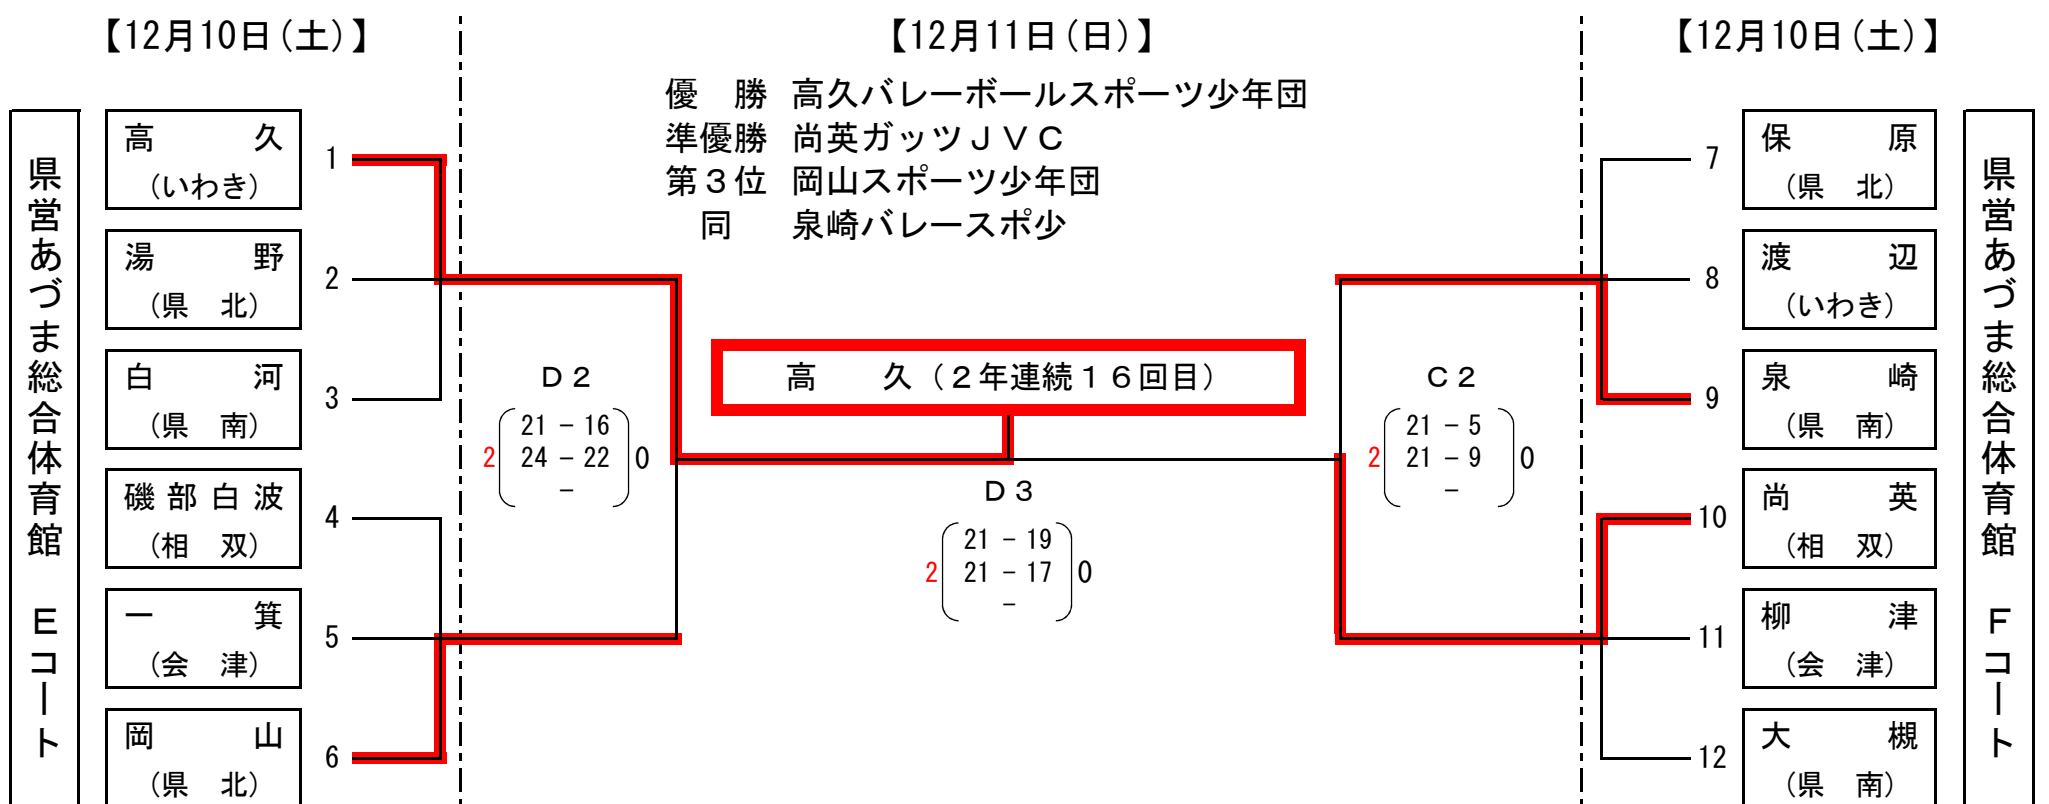 【12月10日(土)】
【12月11日(日)】
【12月10日(土)】
優　勝　高久バレーボールスポーツ少年団
準優勝　尚英ガッツＪＶＣ
第３位　岡山スポーツ少年団
同　泉崎バレースポ少
県営あづま総合体育館　Ｅコート
高久
(いわき)
1
湯野
(県　北)
2
白河
(県　南)
3
磯部白波
(相　双)
4
一箕
(会　津)
5
岡山
(県　北)
6
Ｄ２
21 － 16
2 24 － 22 0
－
高　久（２年連続１６回目）
Ｄ３
21 － 19
2 21 － 17 0
－
Ｃ２
21 － 5
2 21 － 9 0
－
7
保原
(県　北)
8
渡辺
(いわき)
9
泉崎
(県　南)
10
尚英
(相　双)
11
柳津
(会　津)
12
大槻
(県　南)
県営あづま総合体育館　Ｆコート